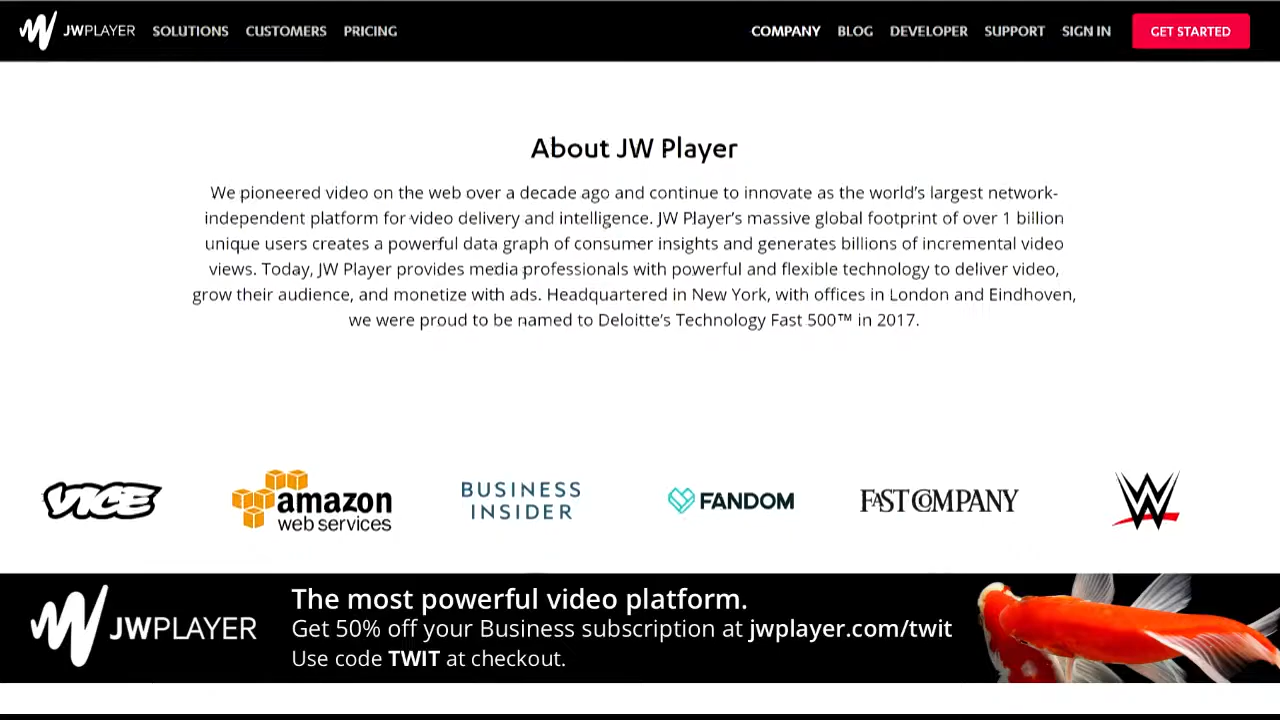 JWPLAYER SOLUTIONS CUSTOMERS PRICING COMPANY BLOG DEVELOPER SUPPORT SIGN IN GET STARTED
About JW Player
We pioneered video on the web over a decade ago and continue to innovate as the world's largest network-
independent platform for video delivery and intelligence. JW Player's massive global footprint of over 1 billion
unique users creates a powerful data graph of consumer insights and generates billions of incremental video
views. Today, JW Player provides media professionals with powerful and flexible technology to deliver video,
grow their audience, and monetize with ads. Headquartered in New York, with offices in London and Eindhoven,
we were proud to be named to Deloitte's Technology Fast 500™ in 2017.
VICE
amazon
web services
BUSINESS
INSIDER
FANDOM
FAST COMPANY
W
JWPLAYER
The most powerful video platform.
Get 50% off your Business subscription at jwplayer.com/twit
Use code TWIT at checkout.